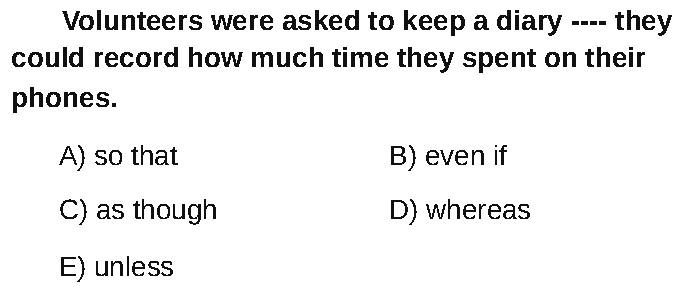 Volunteers were asked to keep a diary ---- they
could record how much time they spent on their
phones.
A) so that B) even if
C) as though D) whereas
E) unless